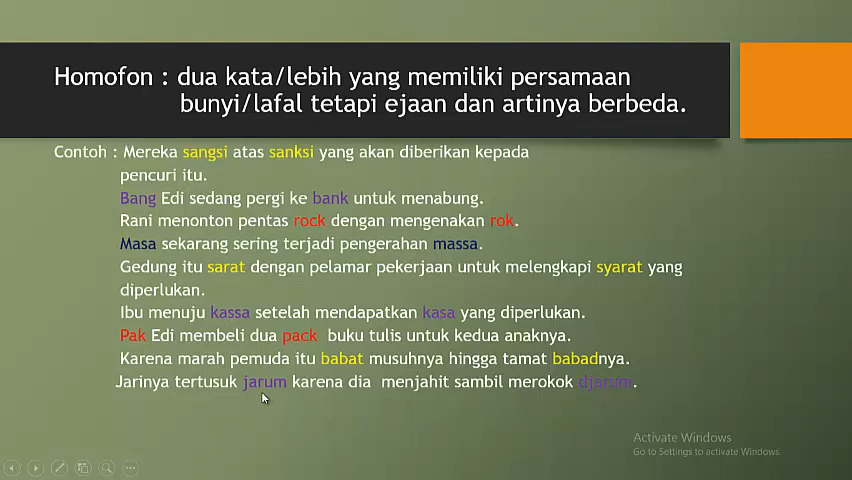 Homofon : dua kata/lebih yang memiliki persamaan
bunyi/lafal tetapi ejaan dan artinya berbeda.
Contoh : Mereka sangsi atas sanksi yang akan diberikan kepada
pencuri itu.
Bang Edi sedang pergi ke bank untuk menabung.
Rani menonton pentas rock dengan mengenakan rok.
Masa sekarang sering terjadi pengerahan massa.
Gedung itu sarat dengan pelamar pekerjaan untuk melengkapi syarat yang
diperlukan.
Ibu menuju kassa setelah mendapatkan kasa yang diperlukan.
Pak Edi membeli dua pack buku tulis untuk kedua anaknya.
Karena marah pemuda itu babat musuhnya hingga tamat babadnya.
Jarinya tertusuk jarum karena dia menjahit sambil merokok djarum.
Activate Windows
Go to Settings to activate Windows.